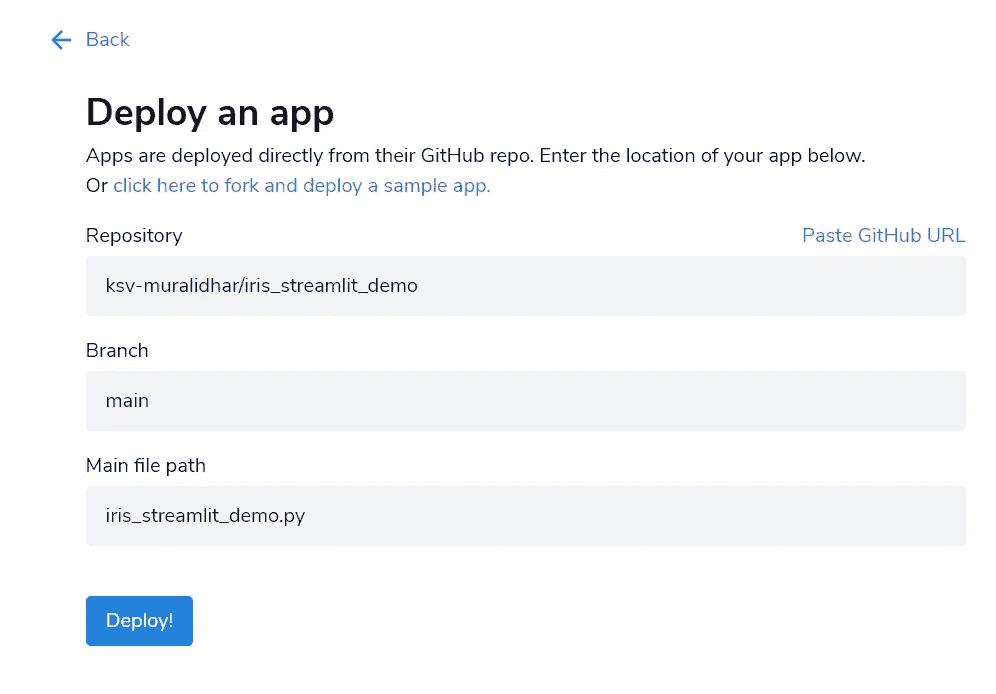 Back
Deploy an app
Apps are deployed directly from their GitHub repo. Enter the location of your app below.
Or click here to fork and deploy a sample app.
Repository
Paste GitHub URL
ksv-muralidhar/iris_streamlit_demo
Branch
main
Main file path
iris_streamlit_demo.py
Deploy!